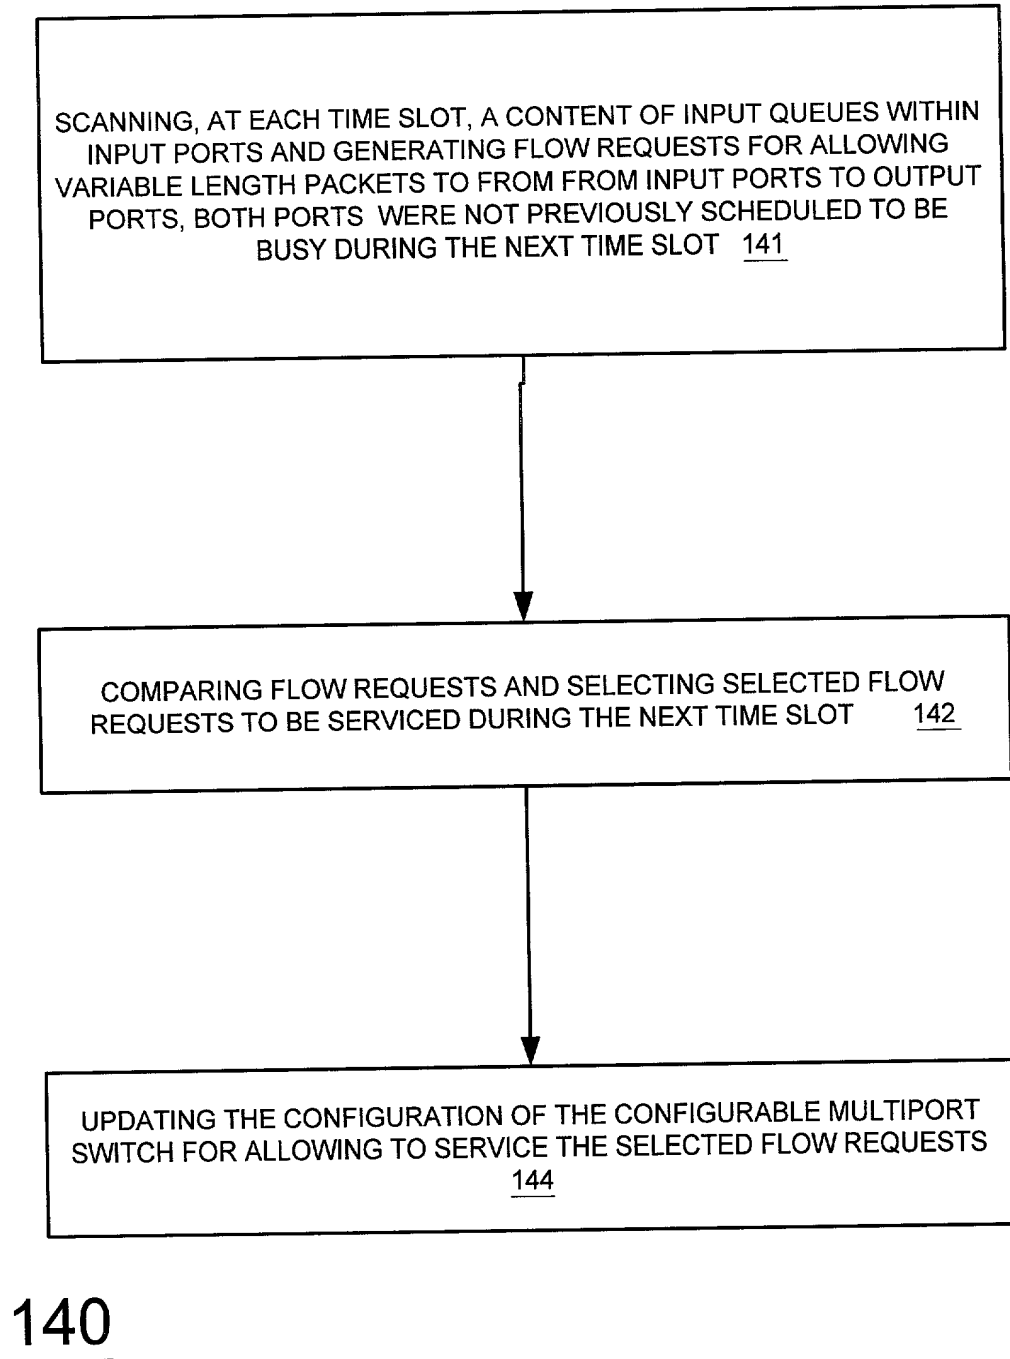 SCANNING, AT EACH TIME SLOT, A CONTENT OF INPUT QUEUES WITHIN
INPUT PORTS AND GENERATING FLOW REQUESTS FOR ALLOWING
VARIABLE LENGTH PACKETS TO FROM FROM INPUT PORTS TO OUTPUT
PORTS, BOTH PORTS WERE NOT PREVIOUSLY SCHEDULED TO BE
BUSY DURING THE NEXT TIME SLOT 141
COMPARING FLOW REQUESTS AND SELECTING SELECTED FLOW
REQUESTS TO BE SERVICED DURING THE NEXT TIME SLOT 142
UPDATING THE CONFIGURATION OF THE CONFIGURABLE MULTIPORT
SWITCH FOR ALLOWING TO SERVICE THE SELECTED FLOW REQUESTS
144
140